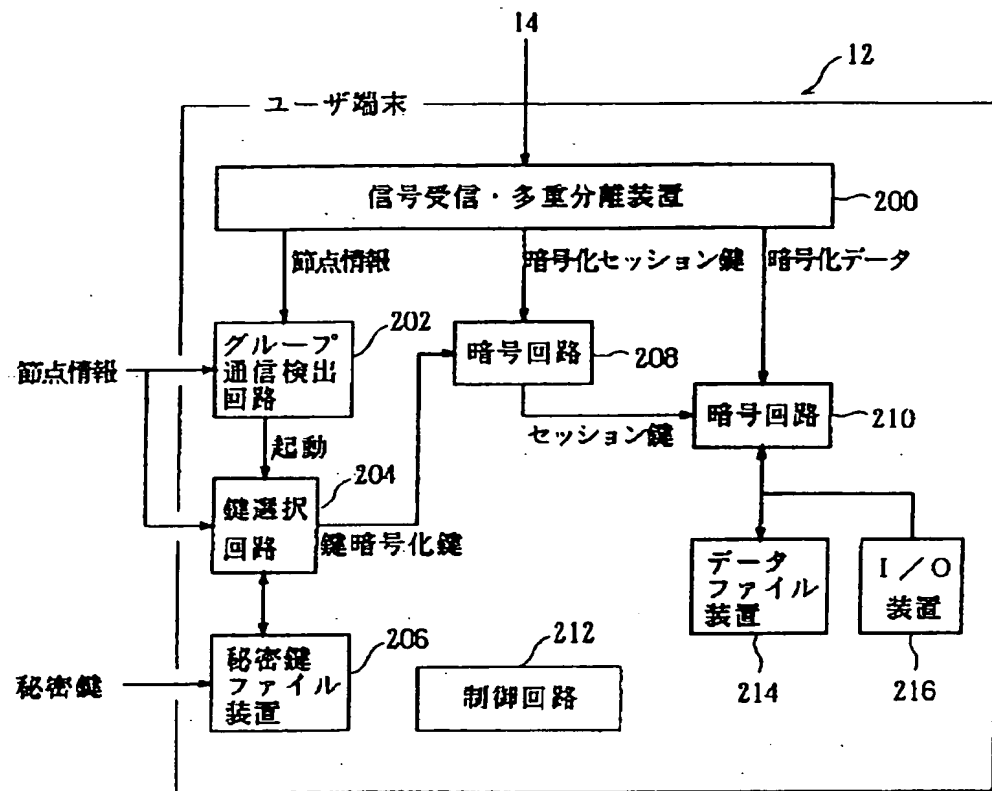 14
12
ユーザ端末
信号受信・多重分離装置
200
節点情報
暗号化セッション鍵
暗号化データ
グループ
通信検出
回路
202
暗号回路
208
節点情報
暗号回路
210
セッション鍵
起動
204
鍵選択
回路
鍵暗号化鍵
データ
ファイル
装置
I/O
装置
206
212
秘密鍵
秘密鍵
ファイル
装置
制御回路
214
216